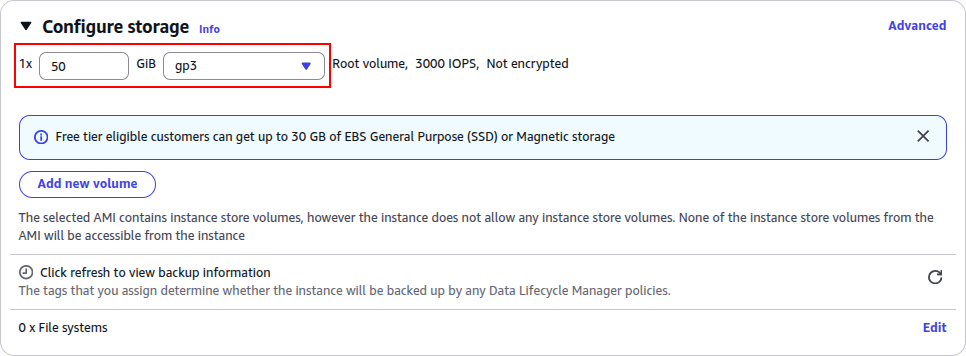 Configure storage Info Advanced
1x 50 GiB gp3 Root volume, 3000 IOPS, Not encrypted
Free tier eligible customers can get up to 30 GB of EBS General Purpose (SSD) or Magnetic storage
Add new volume
The selected AMI contains instance store volumes, however the instance does not allow any instance store volumes. None of the instance store volumes from the
AMI will be accessible from the instance
Click refresh to view backup information
The tags that you assign determine whether the instance will be backed up by any Data Lifecycle Manager policies.
0 x File systems Edit